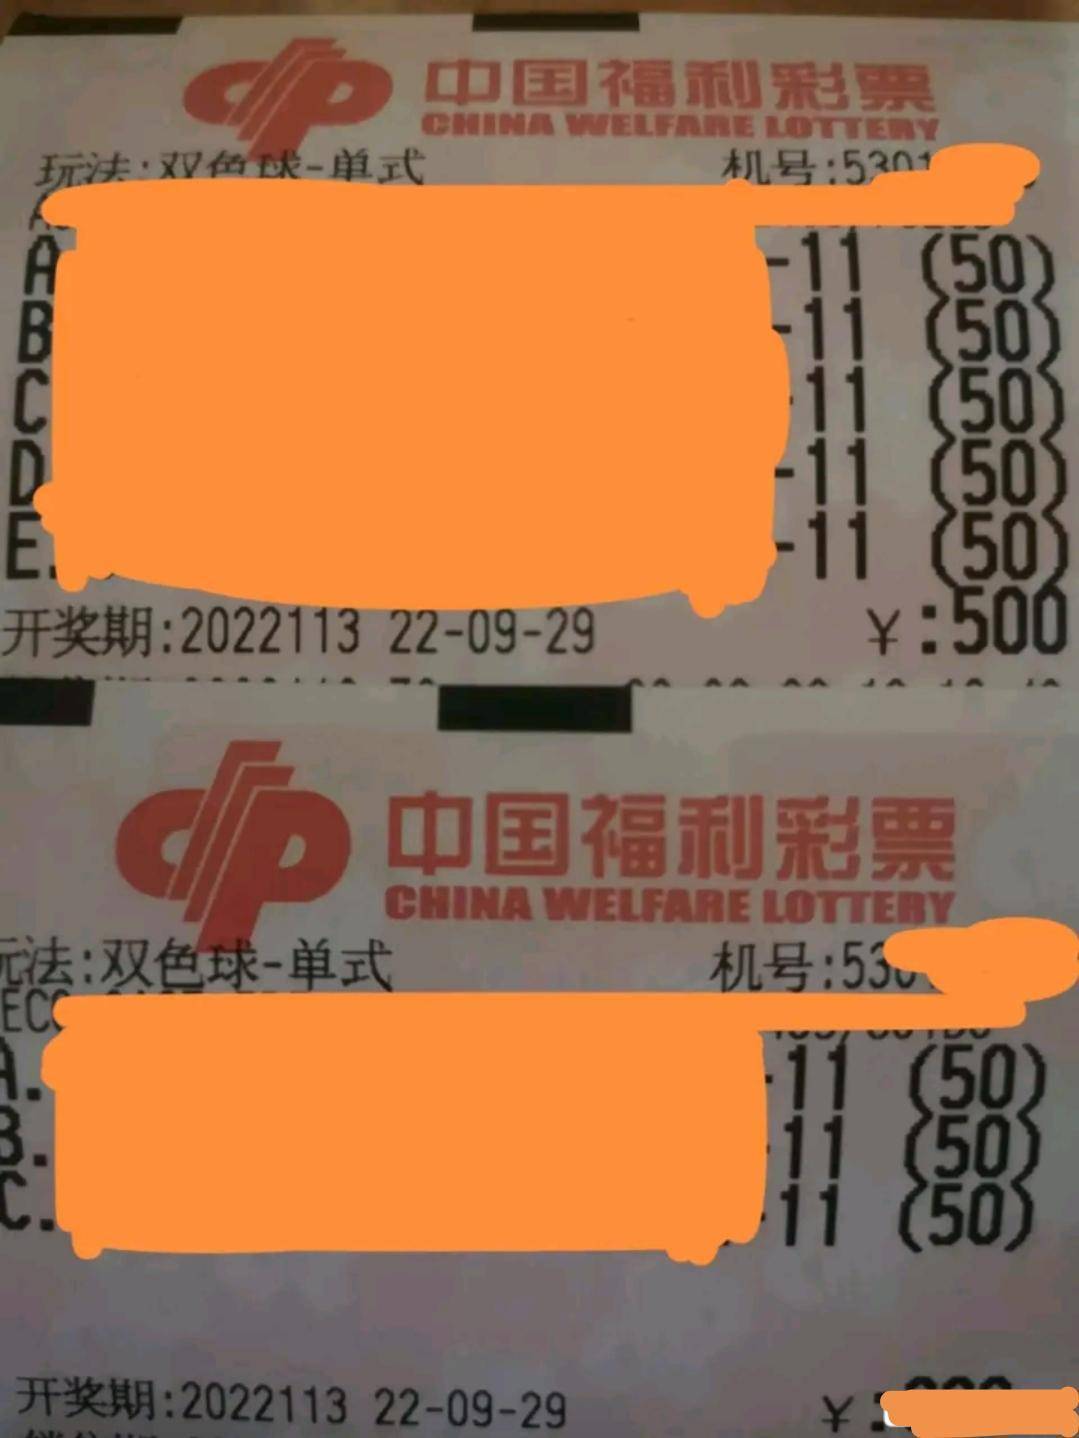 中国福利彩票
CHINA WELFARE LOTTERY
玩法:双色球-单式 机号:5301
A -11 (50)
B -11 (50)
C -11 (50)
D -11 (50)
E. -11 (50)
开奖期:2022113 22-09-29 ¥:500
中国福利彩票
CHINA WELFARE LOTTERY
玩法:双色球-单式 机号:530
A. -11 (50)
B. -11 (50)
C. -11 (50)
开奖期:2022113 22-09-29 ¥: